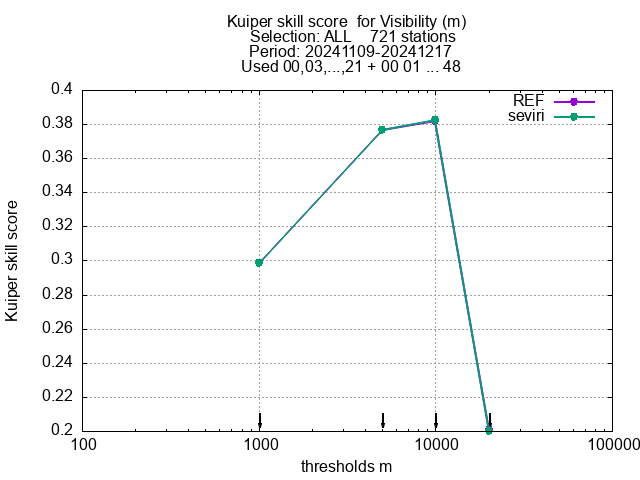 Kuiper skill score  for Visibility (m)
Selection: ALL    721 stations
Period: 20241109-20241217
Used 00,03,...,21 + 00 01 ... 48
REF
seviri
0.4
0.38
0.36
0.34
0.32
0.3
0.28
0.26
0.24
0.22
0.2
Kuiper skill score
100 1000 10000 100000
thresholds m